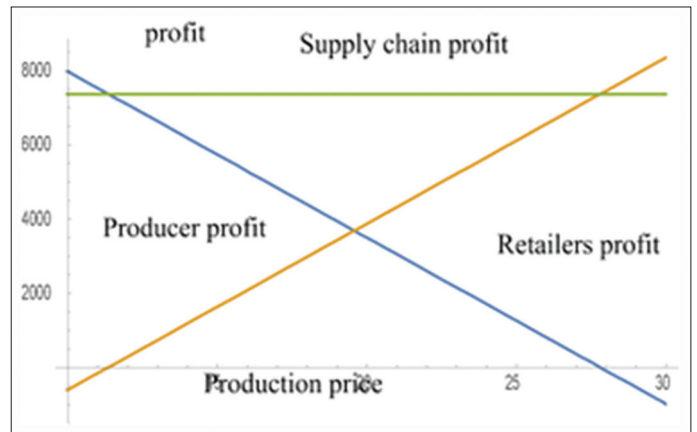 profit
Supply chain profit
8000
6000
4000
Producer profit
Retailers profit
2000
Production price
25
30